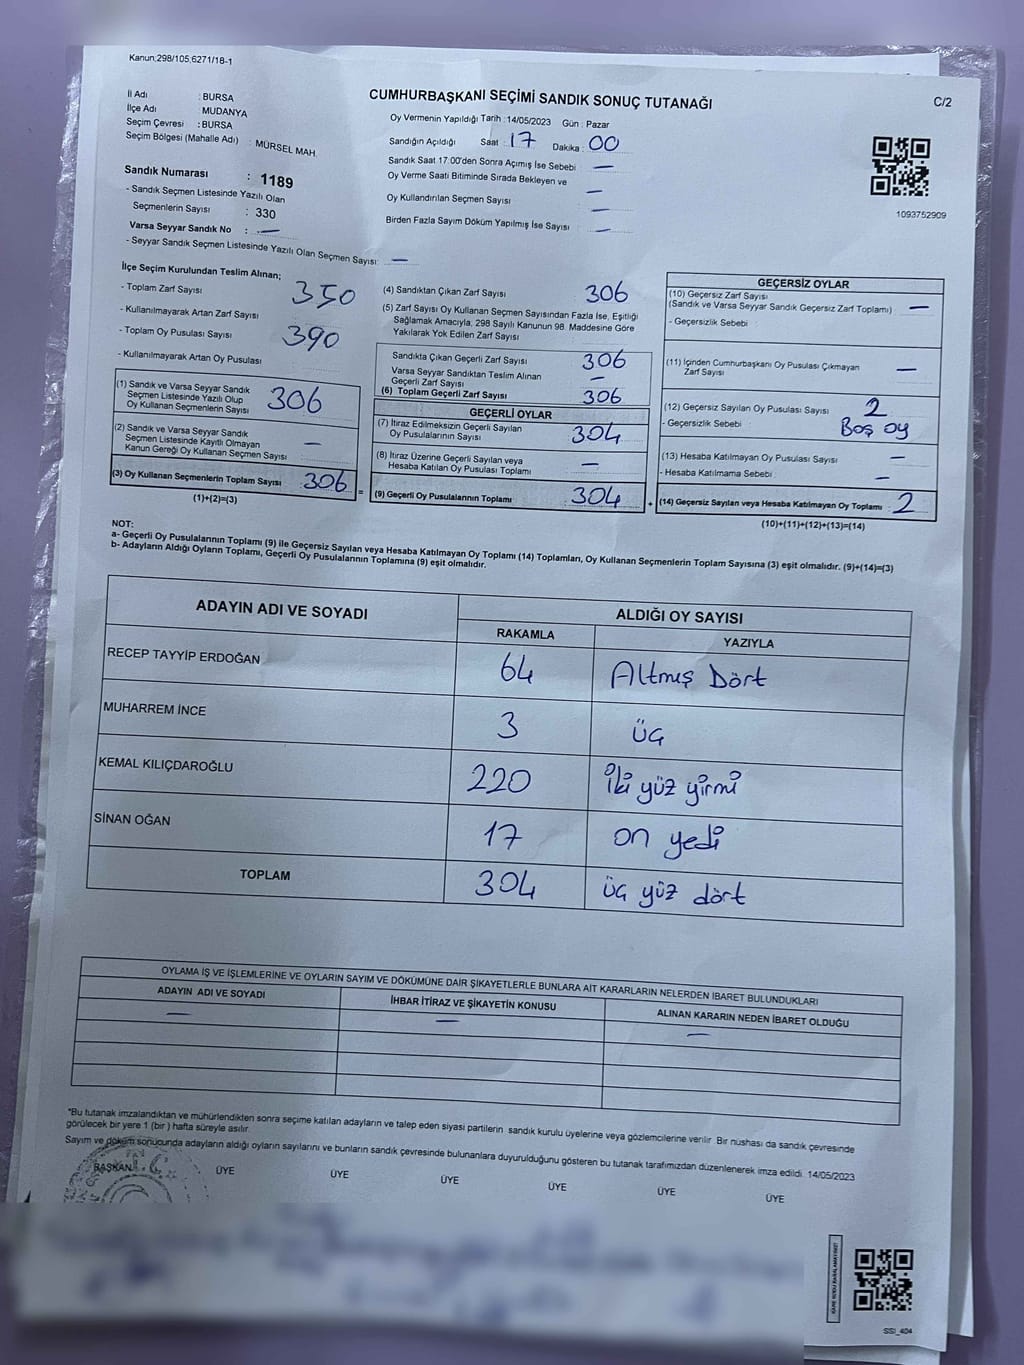 Kanun;298/105,6271/18-1
C/2
CUMHURBAŞKANI SEÇİMİ SANDIK SONUÇ TUTANAĞI
İl Adı : BURSA
İlçe Adı : MUDANYA
Seçim Çevresi : BURSA
Seçim Bölgesi (Mahalle Adı) : MÜRSEL MAH.
Sandık Numarası : 1189
- Sandık Seçmen Listesinde Yazılı Olan
Seçmenlerin Sayısı : 330
Varsa Seyyar Sandık No : —
- Seyyar Sandık Seçmen Listesinde Yazılı Olan Seçmen Sayısı: —
Oy Vermenin Yapıldığı Tarih :14/05/2023 Gün : Pazar
Sandığın Açıldığı Saat : 17 Dakika : 00
Sandık Saat 17:00'den Sonra Açımış İse Sebebi : —
Oy Verme Saati Bitiminde Sırada Bekleyen ve —
Oy Kullandırılan Seçmen Sayısı : —
Birden Fazla Sayım Döküm Yapılmış İse Sayısı : —
1093752909
İlçe Seçim Kurulundan Teslim Alınan;
- Toplam Zarf Sayısı : 350
- Kullanılmayarak Artan Zarf Sayısı :
- Toplam Oy Pusulası Sayısı : 390
- Kullanılmayarak Artan Oy Pusulası :
(1) Sandık ve Varsa Seyyar Sandık
Seçmen Listesinde Yazılı Olup
Oy Kullanan Seçmenlerin Sayısı : 306
(2) Sandık ve Varsa Seyyar Sandık
Seçmen Listesinde Kayıtlı Olmayan
Kanun Gereği Oy Kullanan Seçmen Sayısı : —
(3) Oy Kullanan Seçmenlerin Toplam Sayısı : 306
(1)+(2)=(3)
=
(4) Sandıktan Çıkan Zarf Sayısı : 306
(5) Zarf Sayısı Oy Kullanan Seçmen Sayısından Fazla İse, Eşitliği
Sağlamak Amacıyla, 298 Sayılı Kanunun 98. Maddesine Göre
Yakılarak Yok Edilen Zarf Sayısı :
Sandıkta Çıkan Geçerli Zarf Sayısı : 306
Varsa Seyyar Sandıktan Teslim Alınan
Geçerli Zarf Sayısı : —
(6) Toplam Geçerli Zarf Sayısı : 306
GEÇERLİ OYLAR
(7) İtiraz Edilmeksizin Geçerli Sayılan
Oy Pusulalarının Sayısı : 304
(8) İtiraz Üzerine Geçerli Sayılan veya
Hesaba Katılan Oy Pusulası Toplamı : —
(9) Geçerli Oy Pusulalarının Toplamı : 304
+
GEÇERSİZ OYLAR
(10) Geçersiz Zarf Sayısı
(Sandık ve Varsa Seyyar Sandık Geçersiz Zarf Toplamı) : —
- Geçersizlik Sebebi :
(11) İçinden Cumhurbaşkanı Oy Pusulası Çıkmayan
Zarf Sayısı : —
(12) Geçersiz Sayılan Oy Pusulası Sayısı : 2
- Geçersizlik Sebebi : Boş oy
(13) Hesaba Katılmayan Oy Pusulası Sayısı : —
- Hesaba Katılmama Sebebi : —
(14) Geçersiz Sayılan veya Hesaba Katılmayan Oy Toplamı : 2
(10)+(11)+(12)+(13)=(14)
NOT:
a- Geçerli Oy Pusulalarının Toplamı (9) ile Geçersiz Sayılan veya Hesaba Katılmayan Oy Toplamı (14) Toplamları, Oy Kullanan Seçmenlerin Toplam Sayısına (3) eşit olmalıdır. (9)+(14)=(3)
b- Adayların Aldığı Oyların Toplamı, Geçerli Oy Pusulalarının Toplamına (9) eşit olmalıdır.
ADAYIN ADI VE SOYADI ALDIĞI OY SAYISI
RAKAMLA YAZIYLA
RECEP TAYYİP ERDOĞAN 64 Altmış Dört
MUHARREM İNCE 3 üç
KEMAL KILIÇDAROĞLU 220 İki yüz yirmi
SİNAN OĞAN 17 on yedi
TOPLAM 304 üç yüz dört
OYLAMA İŞ VE İŞLEMLERİNE VE OYLARIN SAYIM VE DÖKÜMÜNE DAİR ŞİKAYETLERLE BUNLARA AİT KARARLARIN NELERDEN İBARET BULUNDUKLARI
ADAYIN ADI VE SOYADI İHBAR İTİRAZ VE ŞİKAYETİN KONUSU ALINAN KARARIN NEDEN İBARET OLDUĞU
— — —
*Bu tutanak imzalandıktan ve mühürlendikten sonra seçime katılan adayların ve talep eden siyasi partilerin sandık kurulu üyelerine veya gözlemcilerine verilir. Bir nüshası da sandık çevresinde
görülecek bir yere 1 (bir) hafta süreyle asılır.
Sayım ve döküm sonucunda adayların aldığı oyların sayılarını ve bunların sandık çevresinde bulunanlara duyurulduğunu gösteren bu tutanak tarafımızdan düzenlenerek imza edildi. 14/05/2023
BAŞKAN ÜYE ÜYE ÜYE ÜYE ÜYE ÜYE
T.C.
SSI_404